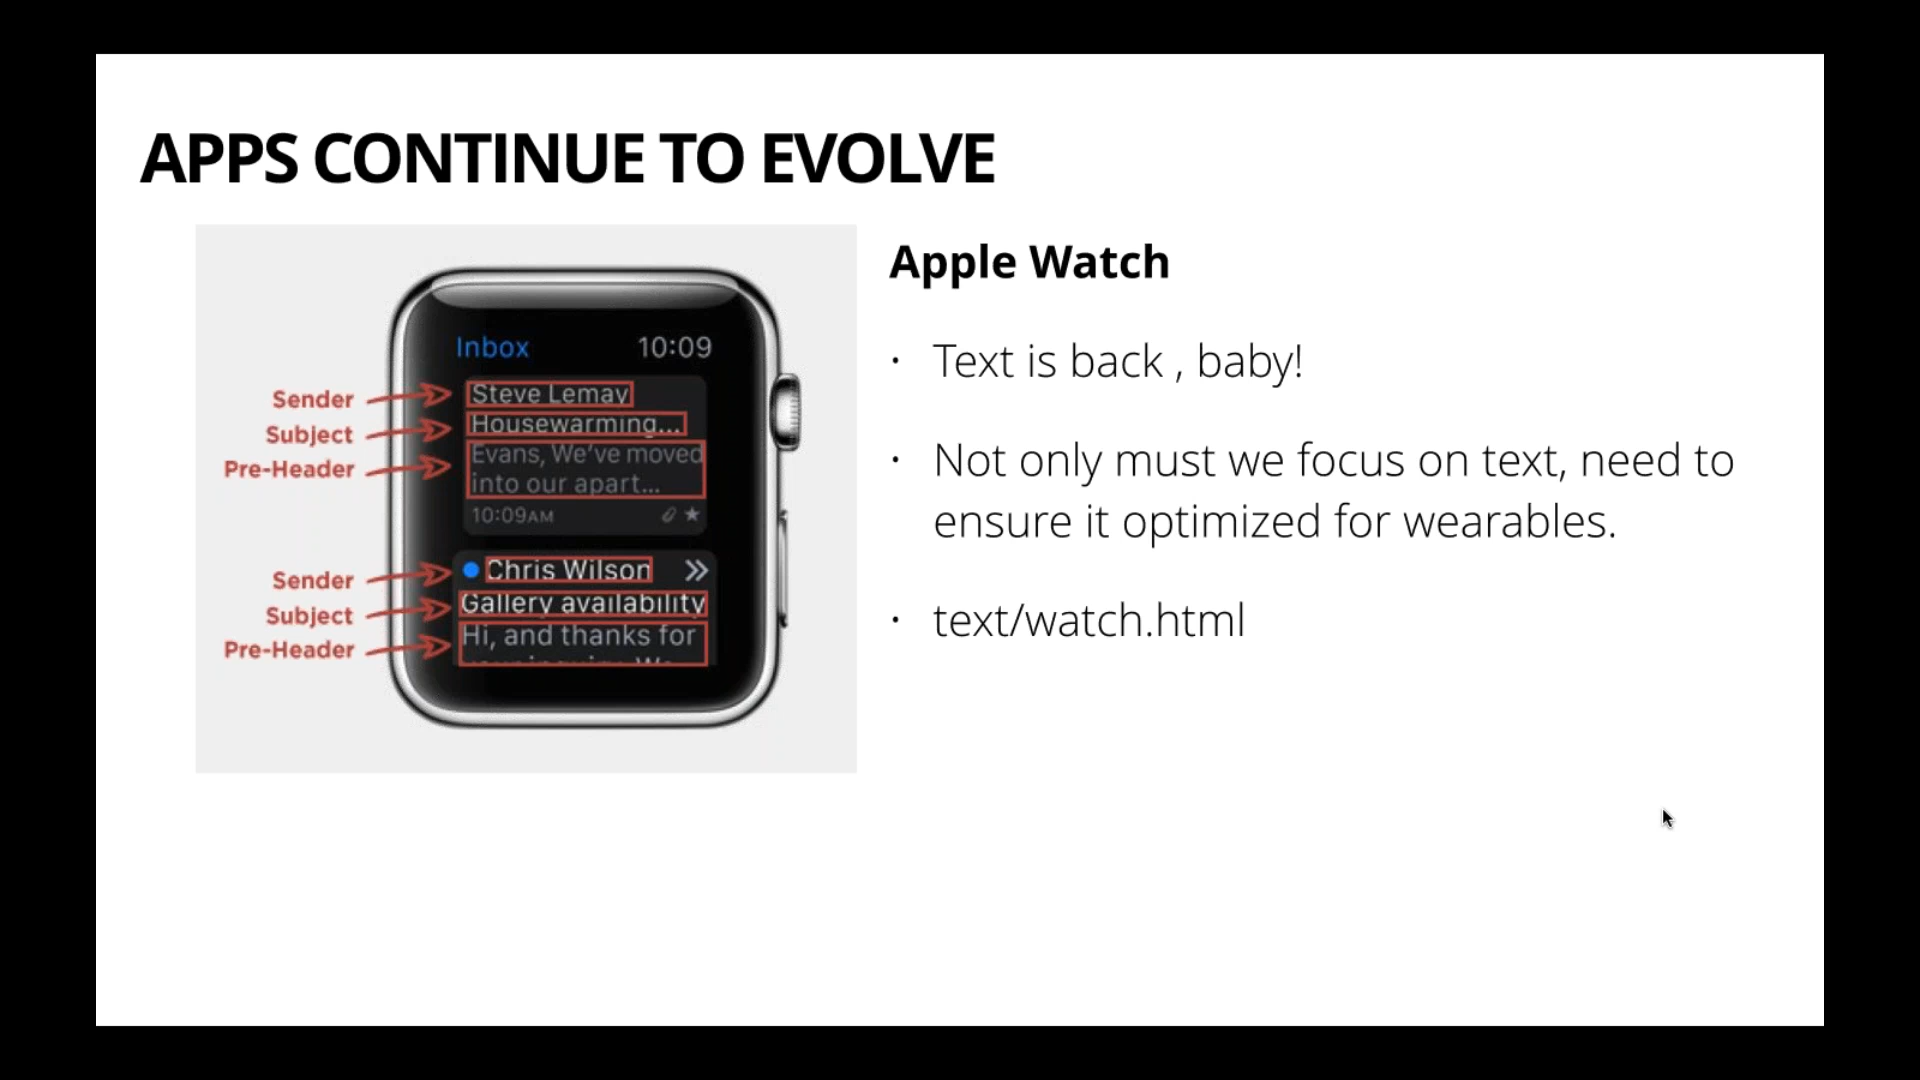 APPS CONTINUE TO EVOLVE
Inbox 10:09
Sender
Steve Lemay
Subject
Housewarming...
Pre-Header
Evans, We've moved
into our apart...
10:09AM
Sender
Chris Wilson
Subject
Gallery availability
Pre-Header
Hi, and thanks for
Apple Watch
• Text is back , baby!
• Not only must we focus on text, need to
ensure it optimized for wearables.
• text/watch.html